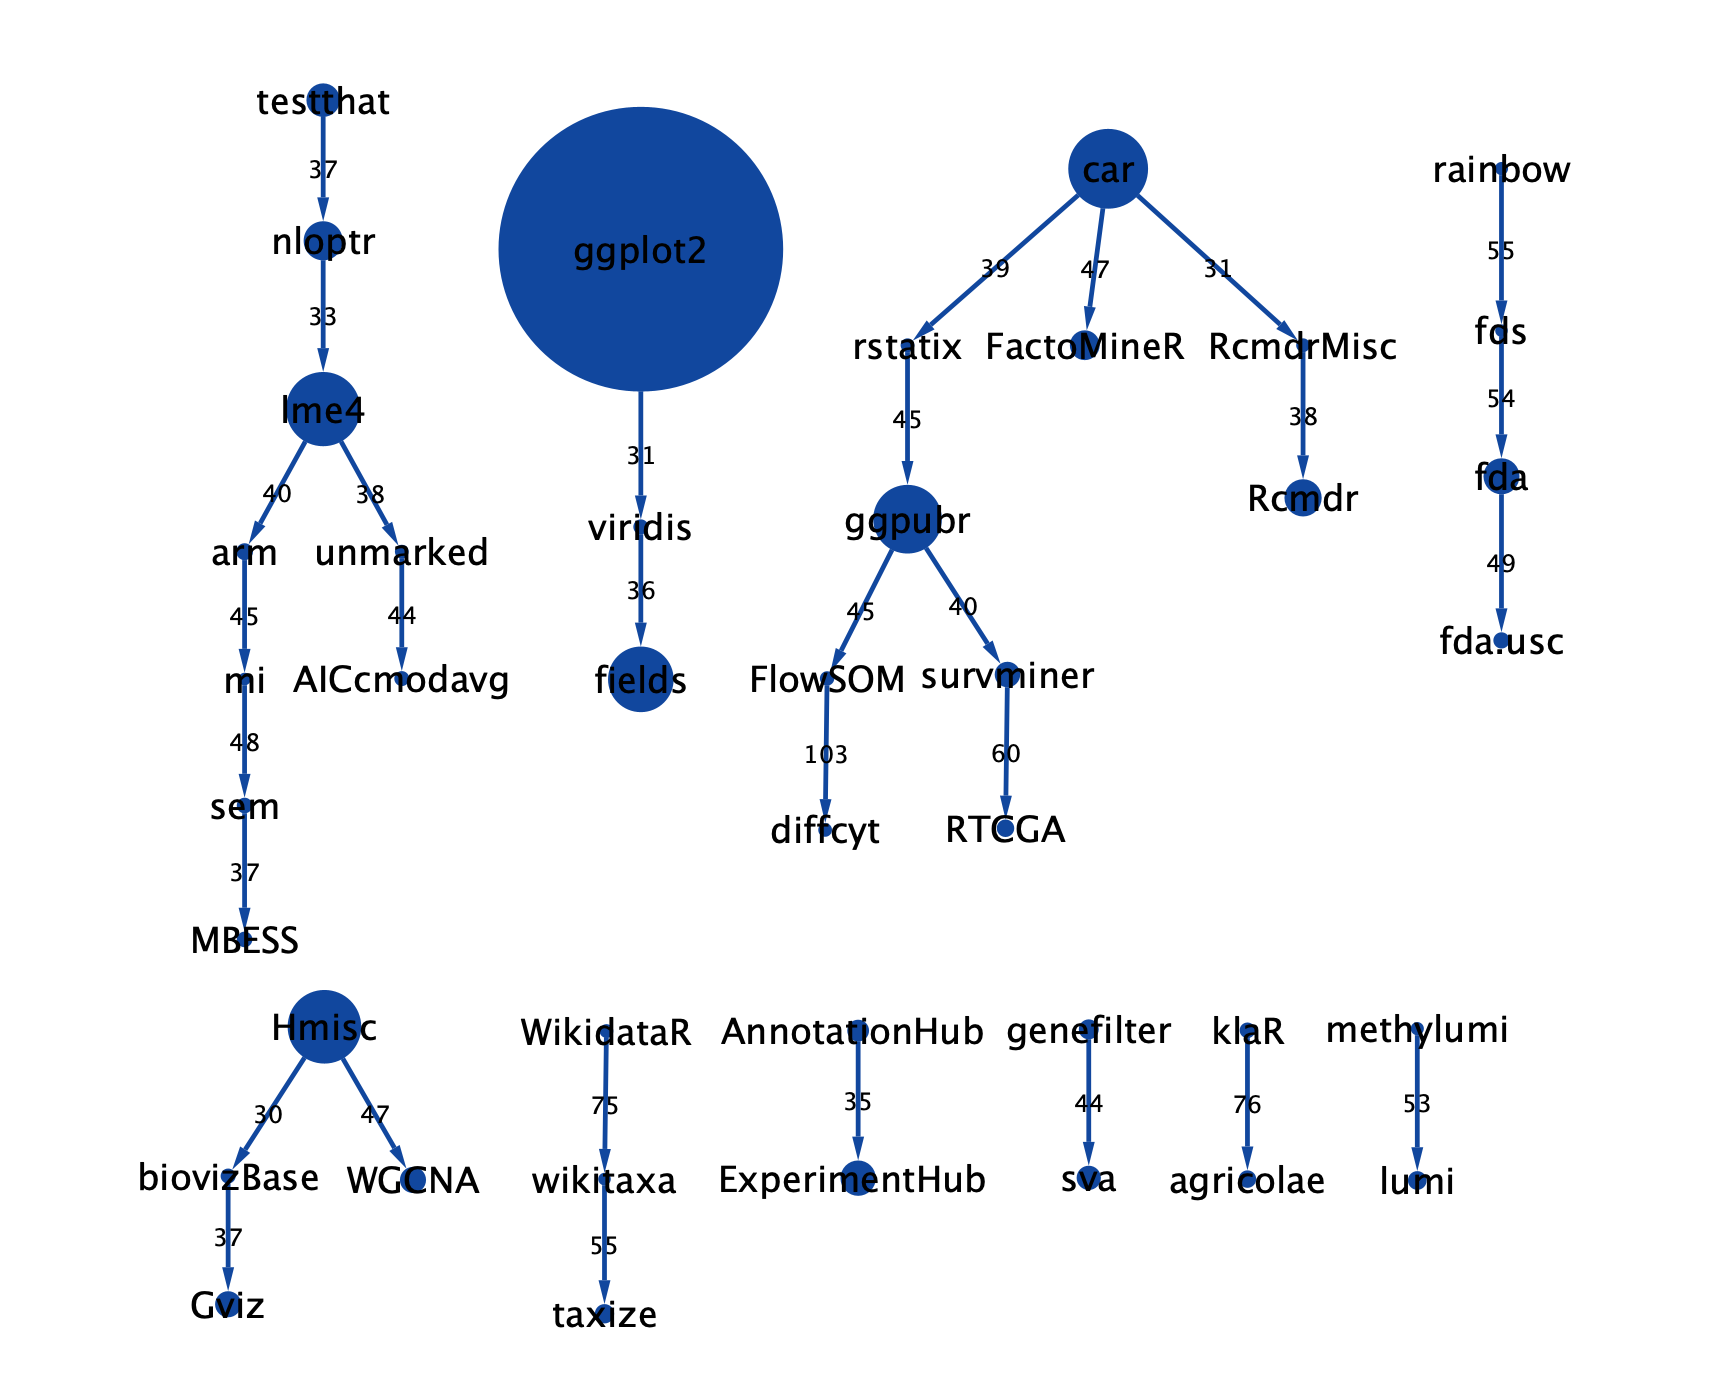 testthat
37
nloptr
33
lme4
40
38
arm
unmarked
45
44
mi
AICcmodavg
48
sem
37
MBESS
ggplot2
31
viridis
36
fields
car
39
47
31
rstatix
FactoMineR
RcmdrMisc
45
38
ggpubr
Rcmdr
45
40
FlowSOM
survminer
103
60
diffcyt
RTCGA
rainbow
55
fds
54
fda
49
fda.usc
Hmisc
30
47
biovizBase
WGCNA
37
Gviz
WikidataR
75
wikitaxa
55
taxize
AnnotationHub
35
ExperimentHub
genefilter
44
sva
klaR
76
agricolae
methylumi
53
lumi